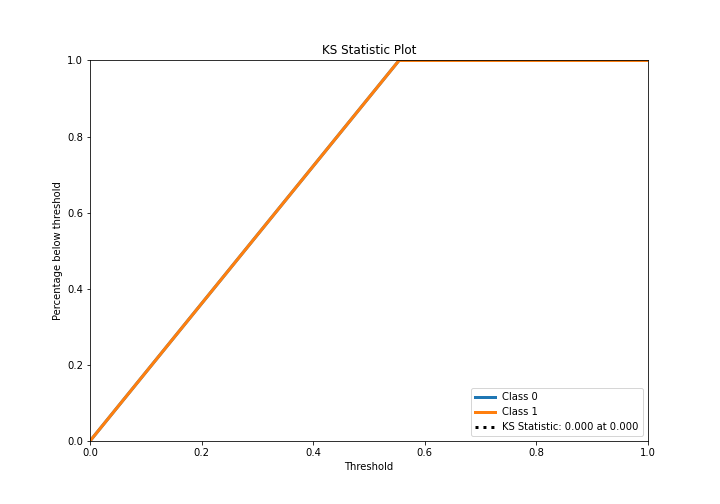 KS Statistic Plot
Percentage below threshold
1.0
0.8
0.6
0.4
0.2
0.0
0.0 0.2 0.4 0.6 0.8 1.0
Threshold
Class 0
Class 1
KS Statistic: 0.000 at 0.000